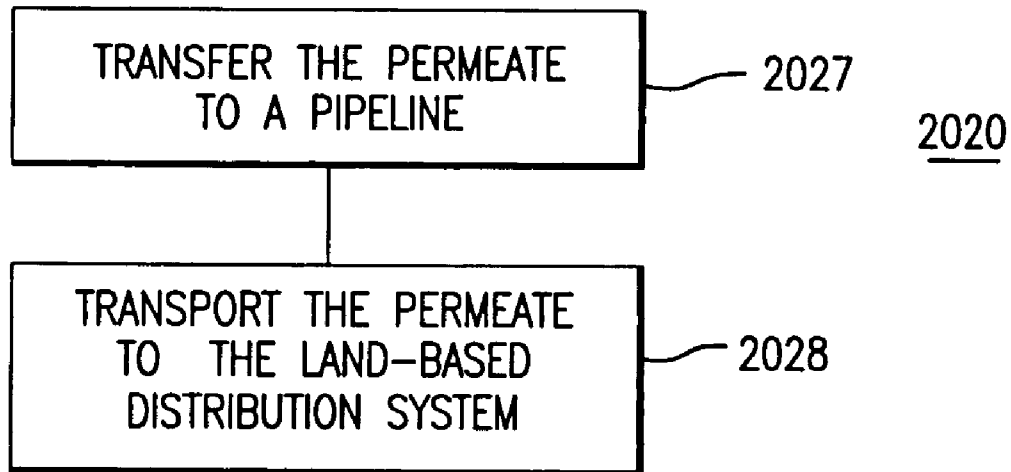 TRANSFER THE PERMEATE
TO A PIPELINE
2027
2020
TRANSPORT THE PERMEATE
TO THE LAND-BASED
DISTRIBUTION SYSTEM
2028